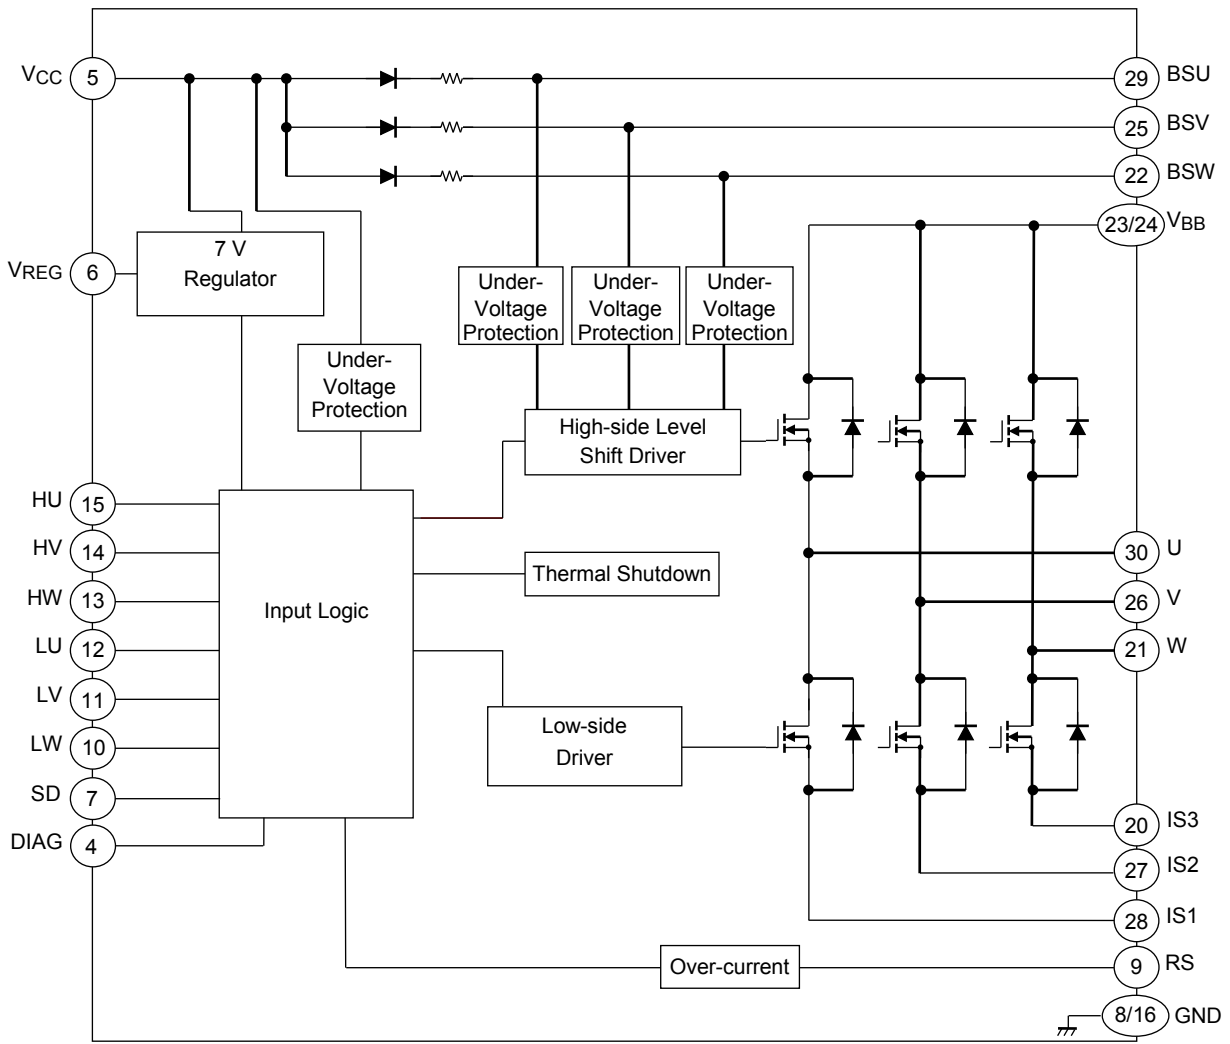 VCC 5
29 BSU
25 BSV
22 BSW
23/24 VBB
7 V
Regulator
VREG 6
Under-
Voltage
Protection
Under-
Voltage
Protection
Under-
Voltage
Protection
Under-
Voltage
Protection
High-side Level
Shift Driver
HU 15
HV 14
HW 13
LU 12
LV 11
LW 10
SD 7
DIAG 4
Input Logic
Thermal Shutdown
Low-side
Driver
30 U
26 V
21 W
20 IS3
27 IS2
28 IS1
Over-current
9 RS
8/16 GND